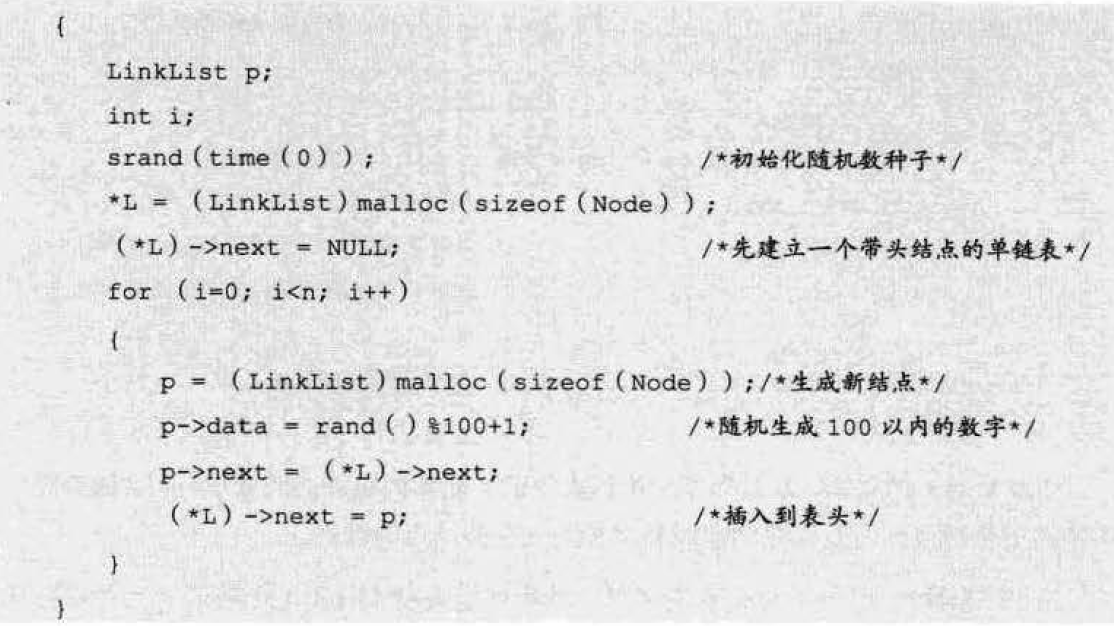 {
LinkList p;
int i;
srand(time(0)); /*初始化随机数种子*/
*L = (LinkList)malloc(sizeof(Node));
(*L)->next = NULL; /*先建立一个带头结点的单链表*/
for (i=0; i<n; i++)
{
p = (LinkList)malloc(sizeof(Node));/*生成新结点*/
p->data = rand()%100+1; /*随机生成 100 以内的数字*/
p->next = (*L)->next;
(*L)->next = p; /*插入到表头*/
}
}